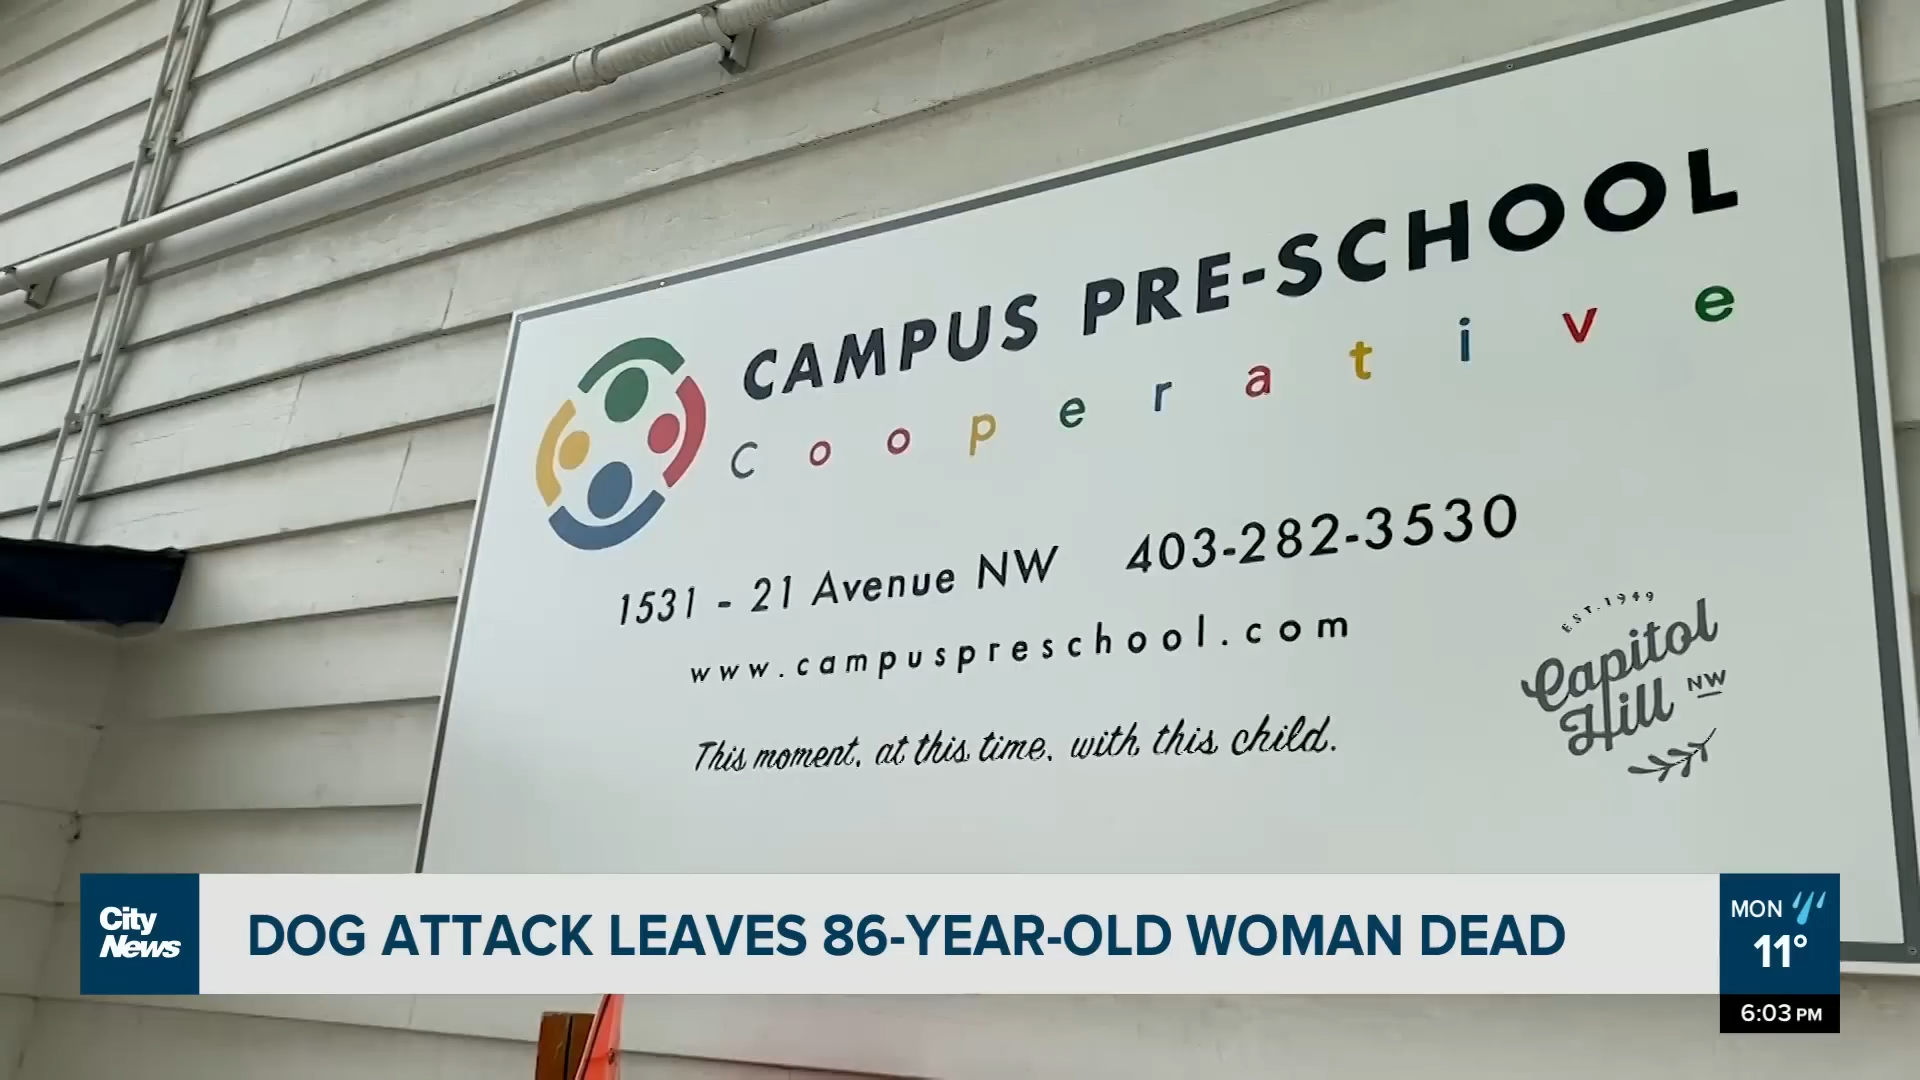 CAMPUS PRE-SCHOOL
Cooperative
1531 - 21 Avenue NW 403-282-3530
www.campuspreschool.com
This moment, at this time, with this child.
EST. 1949
Capitol
Hill NW
City
News
DOG ATTACK LEAVES 86-YEAR-OLD WOMAN DEAD
MON
11°
6:03 PM